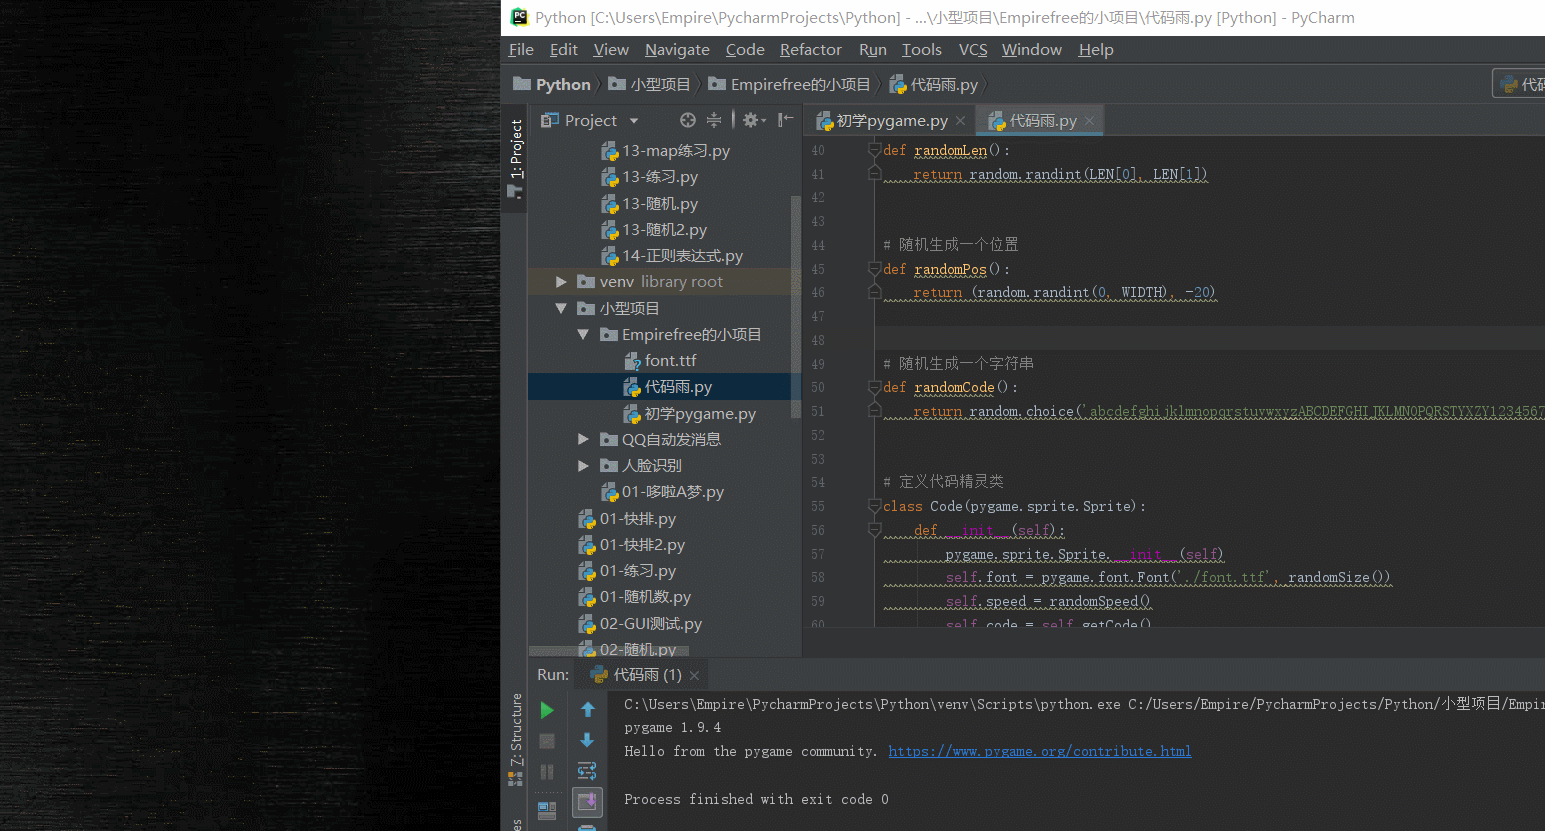 Python [C:\Users\Empire\PycharmProjects\Python] - ...\小型项目\Empirefree的小项目\代码雨.py [Python] - PyCharm
File Edit View Navigate Code Refactor Run Tools VCS Window Help
Python 小型项目 Empirefree的小项目 代码雨.py
Project
初学pygame.py
代码雨.py
1: Project
13-map练习.py
13-练习.py
13-随机.py
13-随机2.py
14-正则表达式.py
venv library root
小型项目
Empirefree的小项目
font.ttf
代码雨.py
初学pygame.py
QQ自动发消息
人脸识别
01-哆啦A梦.py
01-快排.py
01-快排2.py
01-练习.py
01-随机数.py
02-GUI测试.py
02-随机.py
40 def randomLen():
41 return random.randint(LEN[0], LEN[1])
42
43
44 # 随机生成一个位置
45 def randomPos():
46 return (random.randint(0, WIDTH), -20)
47
48
49 # 随机生成一个字符串
50 def randomCode():
51 return random.choice('abcdefghijklmnopqrstuvwxyzABCDEFGHIJKLMNOPQRSTYXZY1234567
52
53
54 # 定义代码精灵类
55 class Code(pygame.sprite.Sprite):
56 def __init__(self):
57 pygame.sprite.Sprite.__init__(self)
58 self.font = pygame.font.Font('./font.ttf', randomSize())
59 self.speed = randomSpeed()
60 self.code = self.getCode()
Run: 代码雨 (1)
7: Structure
C:\Users\Empire\PycharmProjects\Python\venv\Scripts\python.exe C:/Users/Empire/PycharmProjects/Python/小型项目/Empir
pygame 1.9.4
Hello from the pygame community. https://www.pygame.org/contribute.html
Process finished with exit code 0